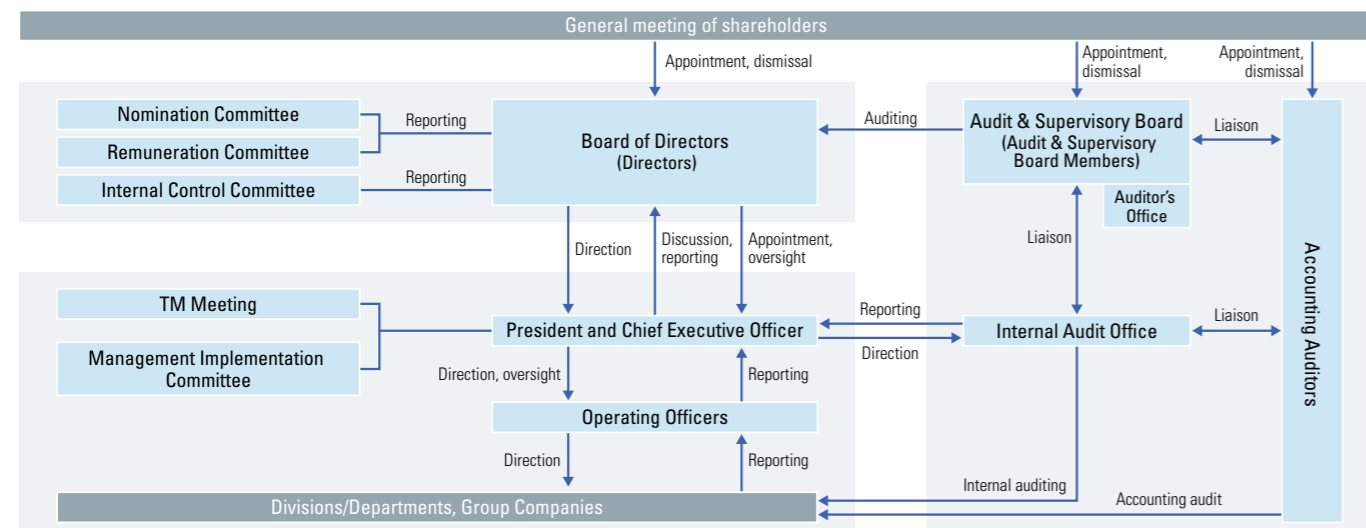 General meeting of shareholders
Appointment, dismissal
Appointment,
dismissal
Appointment,
dismissal
Nomination Committee
Remuneration Committee
Internal Control Committee
Reporting
Reporting
Board of Directors
(Directors)
Auditing
Audit & Supervisory Board
(Audit & Supervisory
Board Members)
Auditor's
Office
Liaison
Liaison
Accounting Auditors
Direction
Discussion,
reporting
Appointment,
oversight
TM Meeting
Management Implementation
Committee
President and Chief Executive Officer
Reporting
Direction
Internal Audit Office
Liaison
Direction, oversight
Reporting
Operating Officers
Direction
Reporting
Internal auditing
Accounting audit
Divisions/Departments, Group Companies